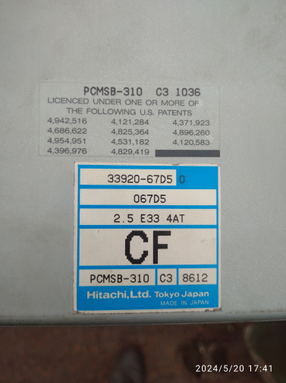 PCMSB-310 C3 1036
LICENCED UNDER ONE OR MORE OF
THE FOLLOWING U.S. PATENTS
4,942,516 4,121,284 4,371,923
4,686,622 4,825,364 4,896,260
4,954,951 4,531,182 4,120,583
4,396,976 4,829,419
33920-67D5 0
067D5
2.5 E33 4AT
CF
PCMSB-310 C3 8612
Hitachi,Ltd. Tokyo Japan
MADE IN JAPAN
2024/5/20 17:41